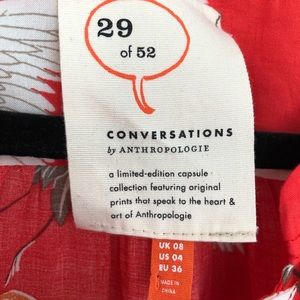 29
of 52
CONVERSATIONS
by ANTHROPOLOGIE
a limited-edition capsule
collection featuring original
prints that speak to the heart &
art of Anthropologie
UK 08
US 04
EU 36
MADE IN
CHINA